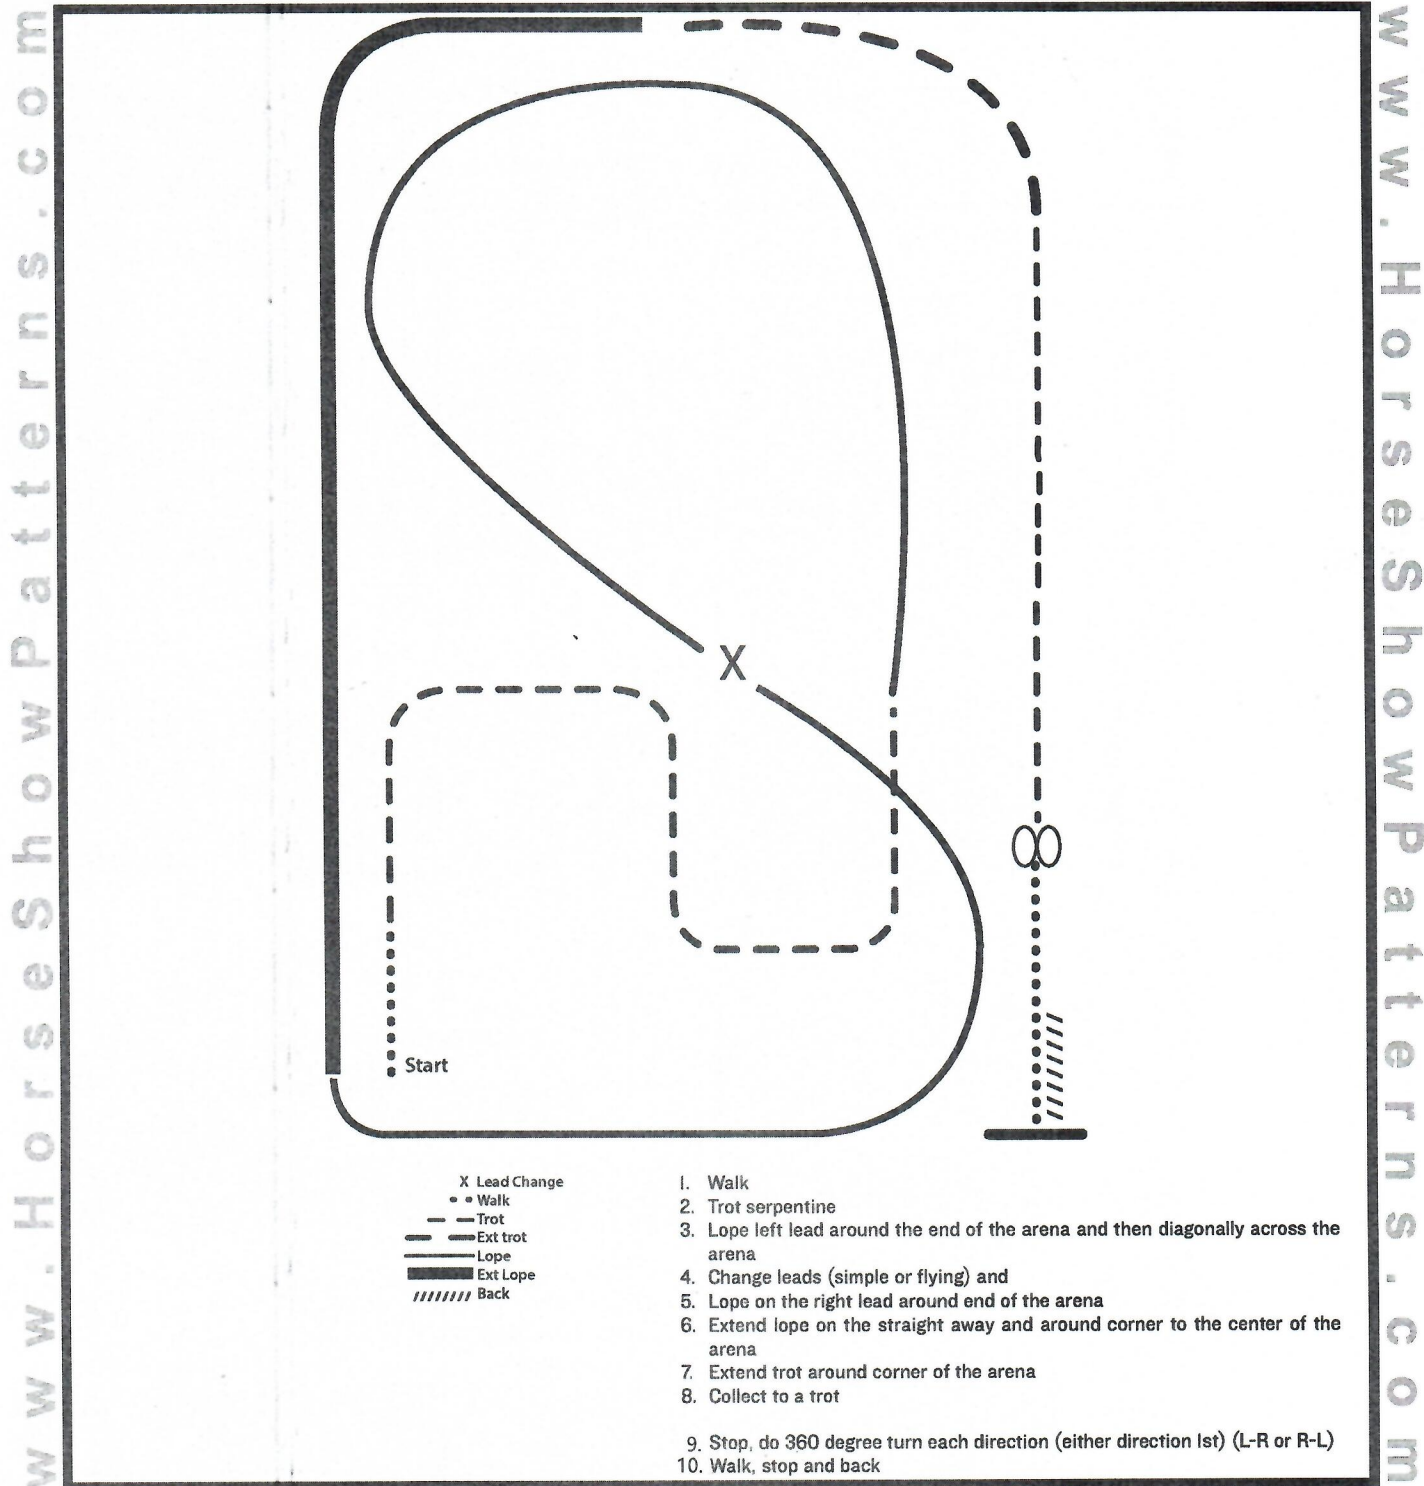 www.HorseShowPatterns.com
www.HorseShowPatterns.com
X
Start
X Lead Change
Walk
Trot
Ext trot
Lope
Ext Lope
Back
1. Walk
2. Trot serpentine
3. Lope left lead around the end of the arena and then diagonally across the
arena
4. Change leads (simple or flying) and
5. Lope on the right lead around end of the arena
6. Extend lope on the straight away and around corner to the center of the
arena
7. Extend trot around corner of the arena
8. Collect to a trot
9. Stop, do 360 degree turn each direction (either direction Ist) (L-R or R-L)
10. Walk, stop and back